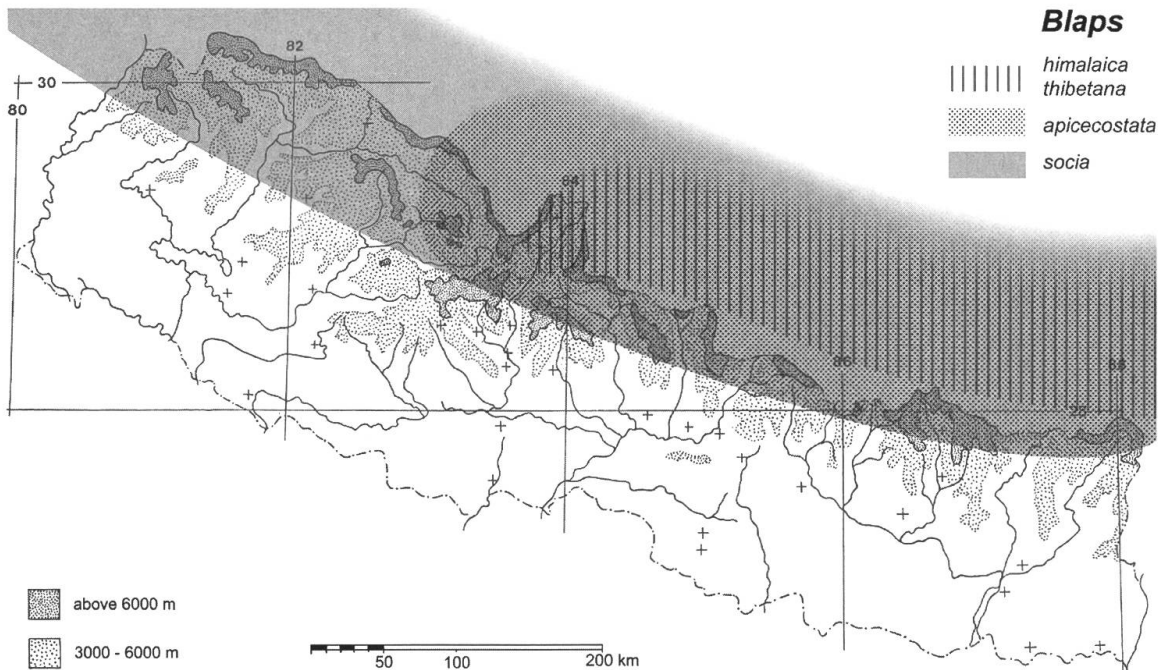 Blaps
himalaica
thibetana
apicecostata
socia
82
30
80
84
86
88
28
above 6000 m
3000 - 6000 m
50 100 200 km